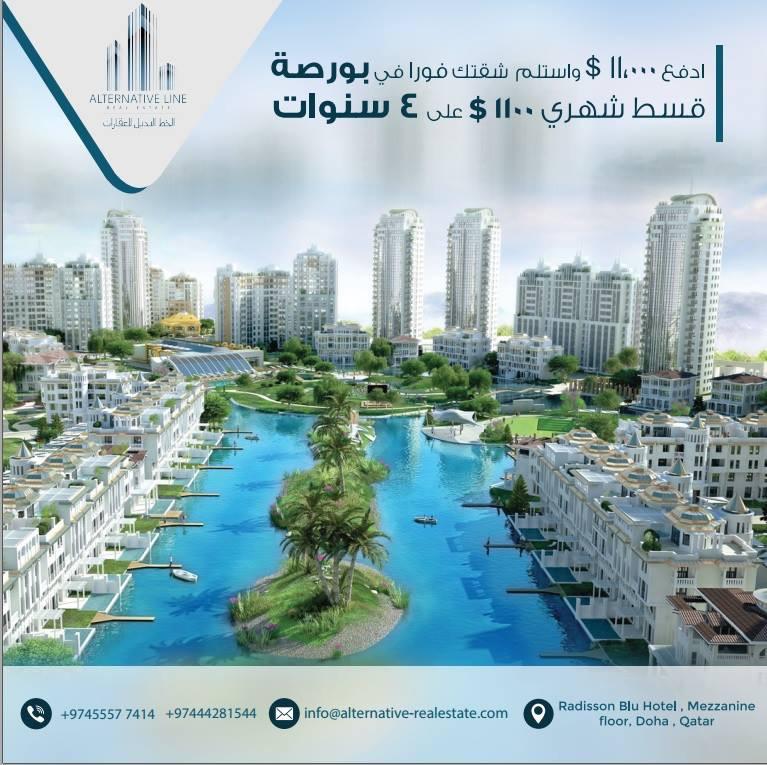 ALTERNATIVE LINE
REAL ESTATE
الخط البديل للعقارات
ادفع ١١,٠٠٠ $ واستلم شقتك فورا في بورصة
قسط شهري ١١٠٠ $ على ٤ سنوات
+9745557 7414 +97444281544
info@alternative-realestate.com
Radisson Blu Hotel , Mezzanine
floor, Doha , Qatar